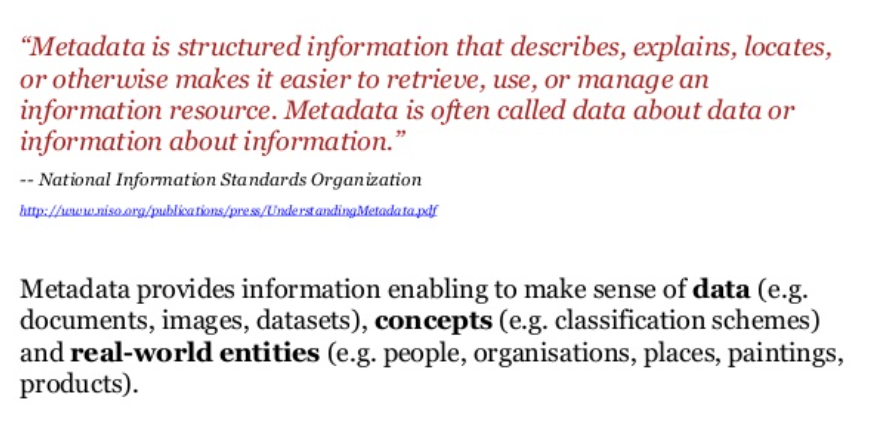 “Metadata is structured information that describes, explains, locates,
or otherwise makes it easier to retrieve, use, or manage an
information resource. Metadata is often called data about data or
information about information.”
-- National Information Standards Organization
http://www.niso.org/publications/press/UnderstandingMetadata.pdf
Metadata provides information enabling to make sense of data (e.g.
documents, images, datasets), concepts (e.g. classification schemes)
and real-world entities (e.g. people, organisations, places, paintings,
products).